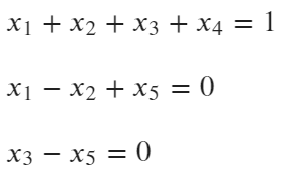 x₁ + x₂ + x₃ + x₄ = 1
x₁ − x₂ + x₅ = 0
x₃ − x₅ = 0